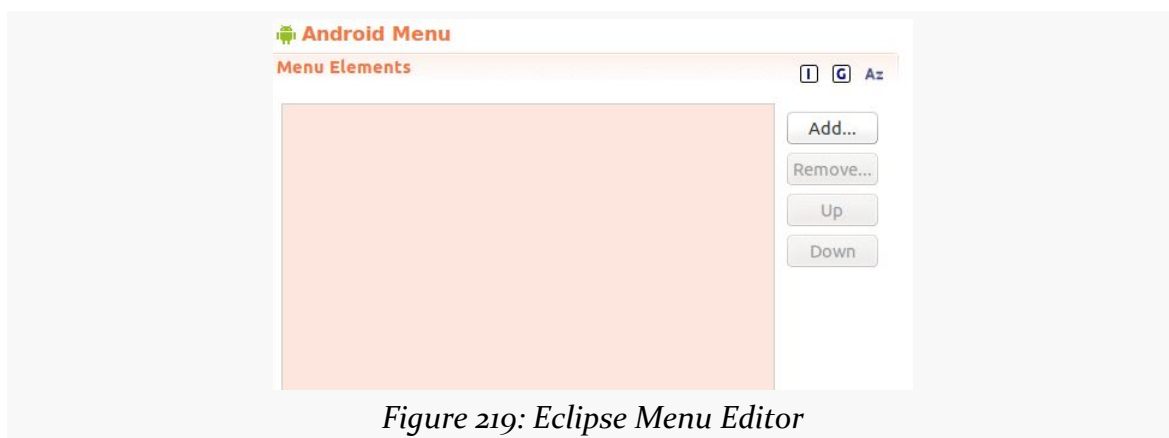 Android Menu
Menu Elements
I G Az
Add...
Remove...
Up
Down
Figure 219: Eclipse Menu Editor